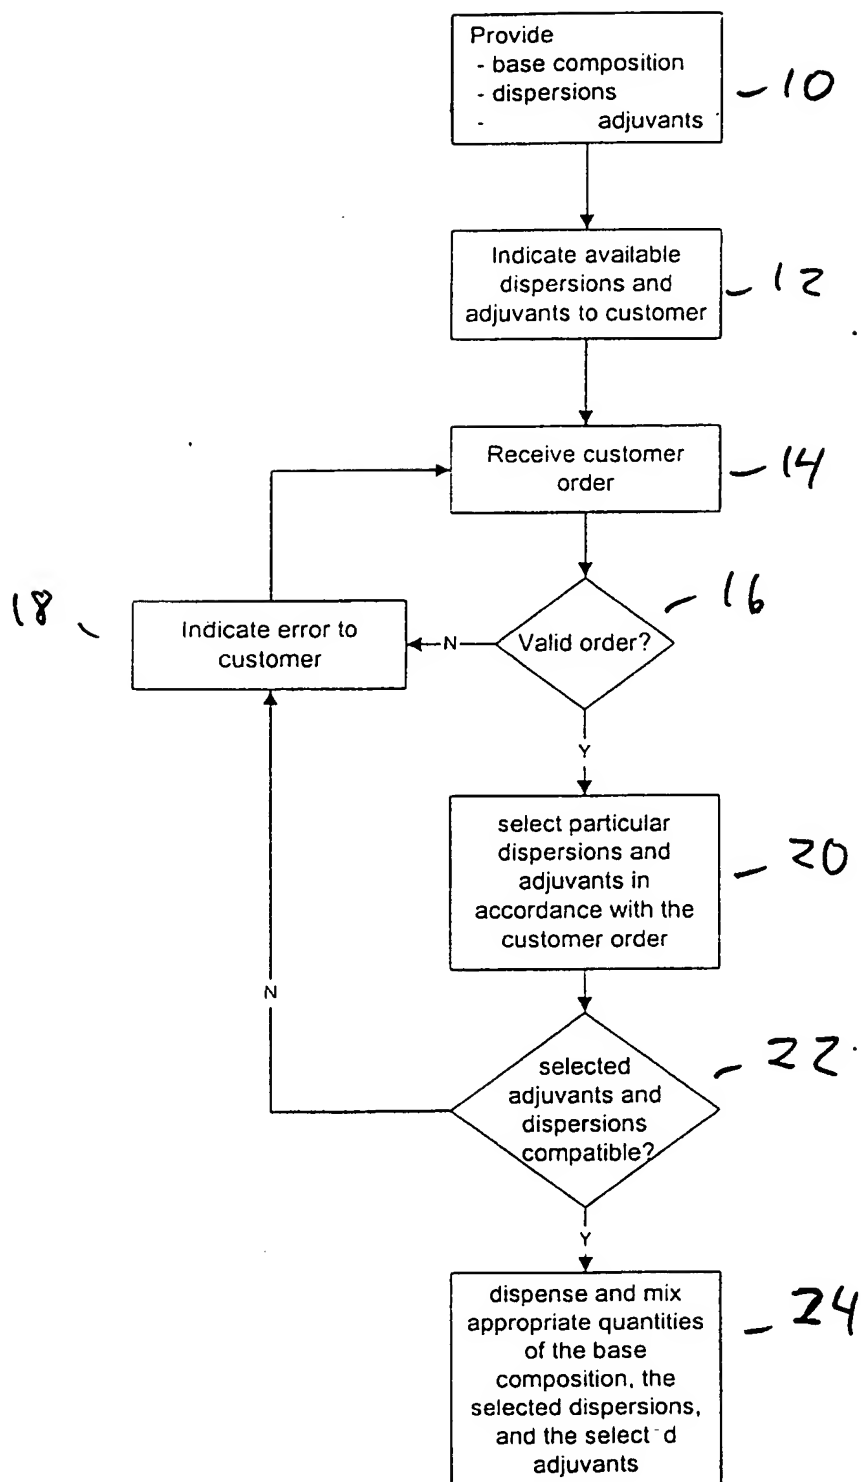 Provide
- base composition
- dispersions
- adjuvants
10
Indicate available
dispersions and
adjuvants to customer
12
Receive customer
order
14
16
Valid order?
N
18
Indicate error to
customer
Y
select particular
dispersions and
adjuvants in
accordance with the
customer order
20
N
selected
adjuvants and
dispersions
compatible?
22
Y
dispense and mix
appropriate quantities
of the base
composition, the
selected dispersions,
and the select d
adjuvants
24